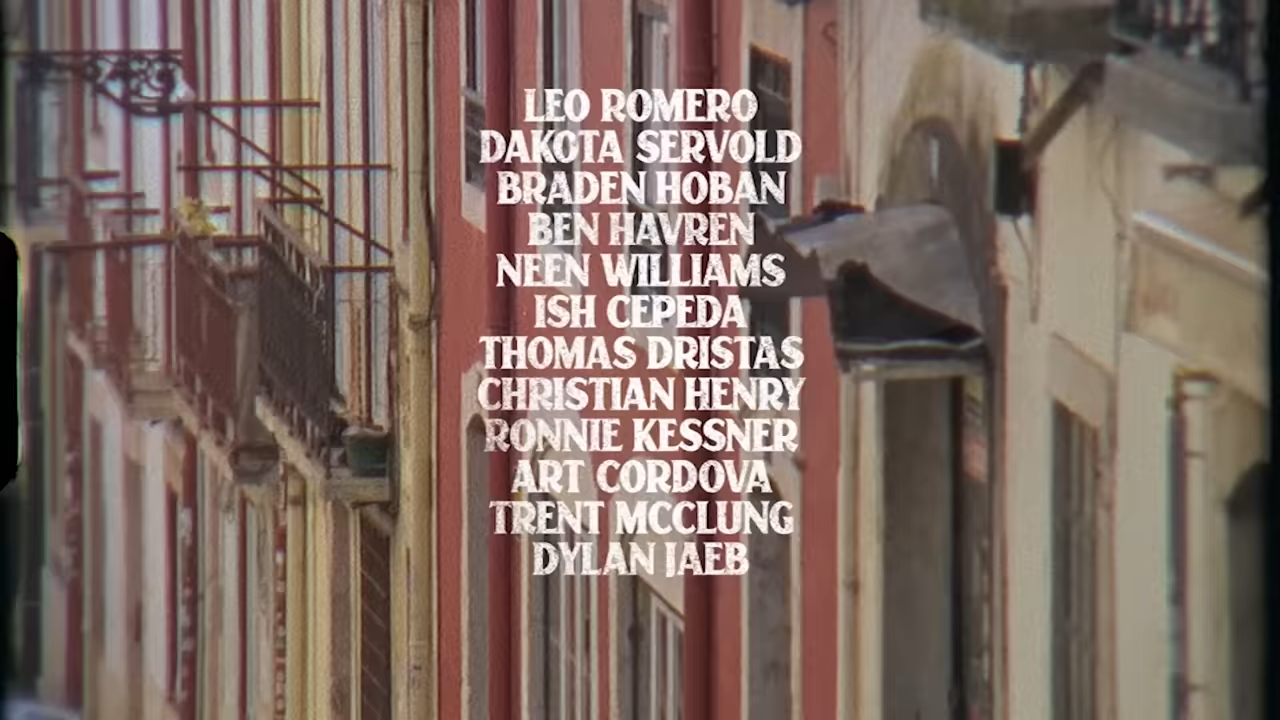 LEO ROMERO
DAKOTA SERVOLD
BRADEN HOBAN
BEN HAVREN
NEEN WILLIAMS
ISH CEPEDA
THOMAS DRISTAS
CHRISTIAN HENRY
RONNIE KESSNER
ART CORDOVA
TRENT MCCLUNG
DYLAN JAEB